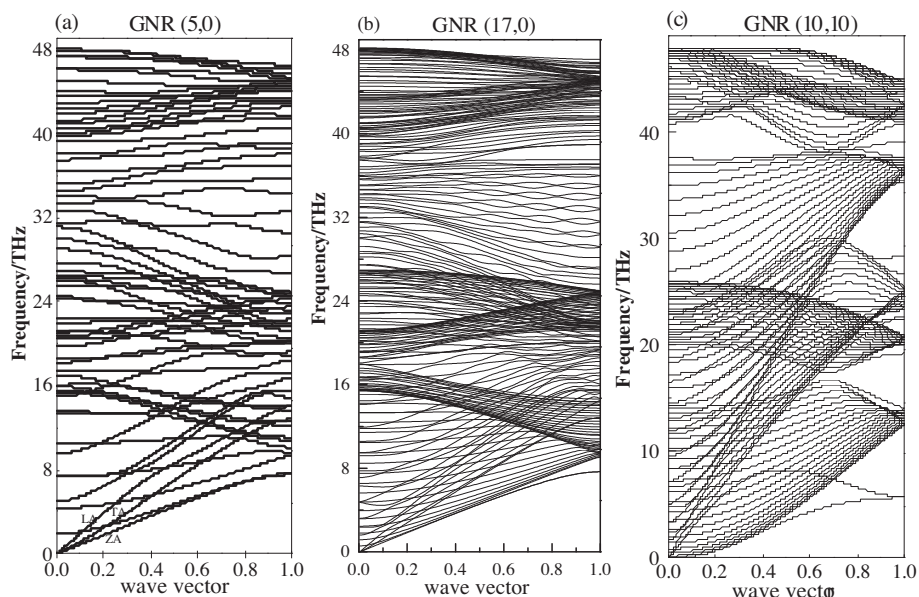 (a) GNR (5,0)
48
40
32
24
16
8
0
Frequency/THz
LA
TA
ZA
0.0 0.2 0.4 0.6 0.8 1.0
wave vector
(b) GNR (17,0)
48
40
32
24
16
8
0
Frequency/THz
0.0 0.2 0.4 0.6 0.8 1.0
wave vector
(c) GNR (10,10)
40
30
20
10
0
Frequency/THz
0.0 0.2 0.4 0.6 0.8 1.0
wave vector